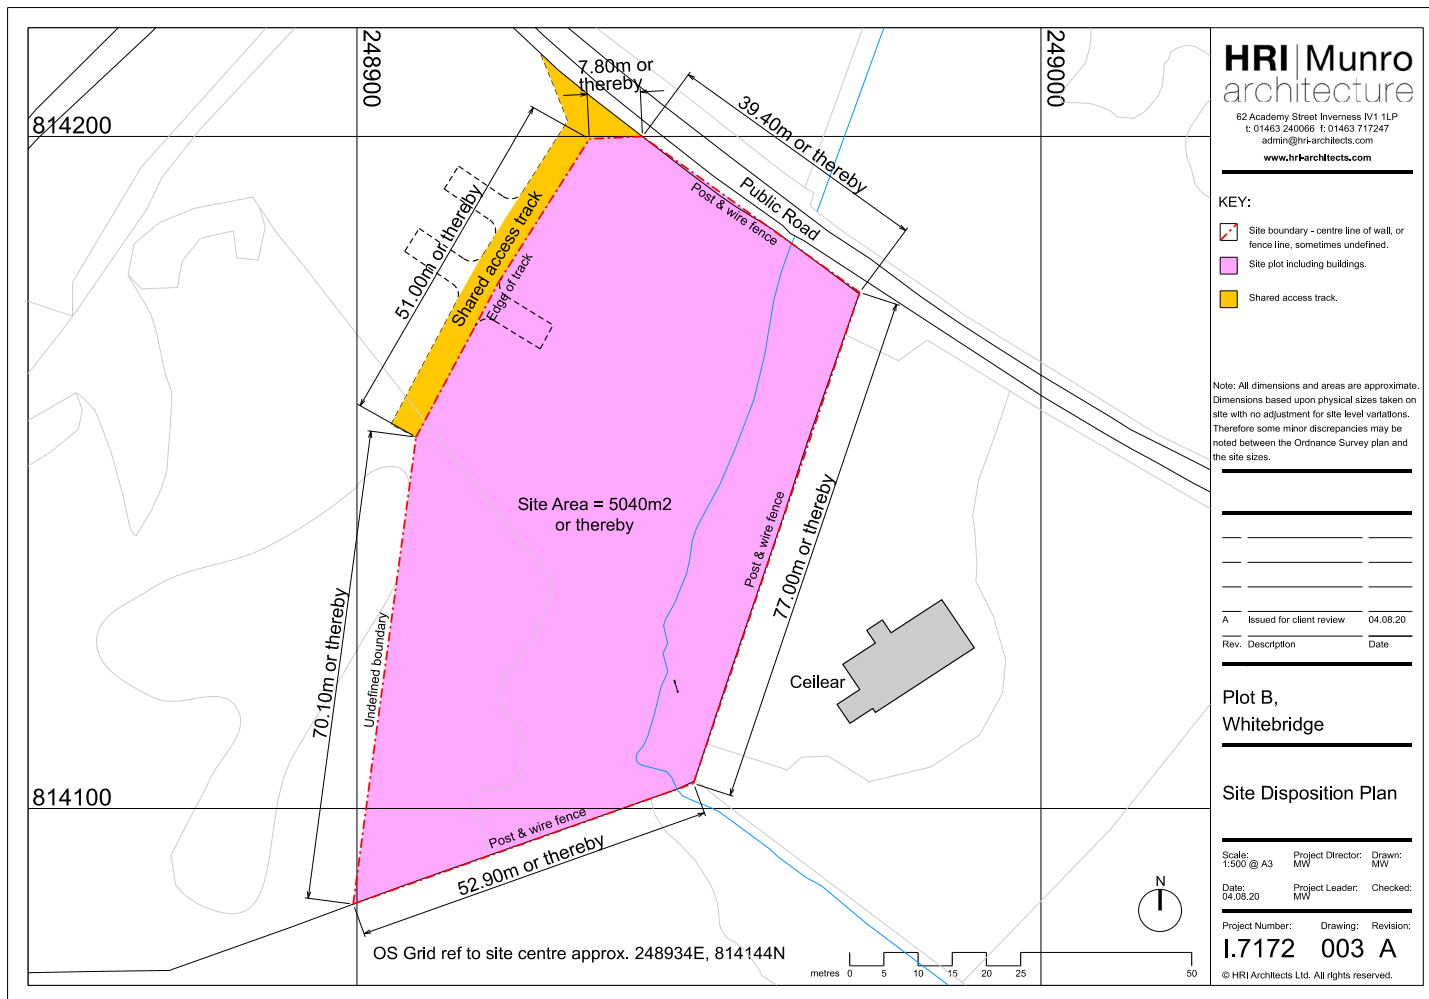 248900
249000
814200
814100
7.80m or
thereby
39.40m or thereby
51.00m or thereby
Shared access track
Edge of track
Post & wire fence
Public Road
Site Area = 5040m2
or thereby
Post & wire fence
77.00m or thereby
70.10m or thereby
Undefined boundary
Ceilear
Post & wire fence
52.90m or thereby
OS Grid ref to site centre approx. 248934E, 814144N
N
metres 0 5 10 15 20 25 50
HRI | Munro
architecture
62 Academy Street Inverness IV1 1LP
t: 01463 240066 f: 01463 717247
admin@hri-architects.com
www.hri-architects.com
KEY:
Site boundary - centre line of wall, or
fence line, sometimes undefined.
Site plot including buildings.
Shared access track.
Note: All dimensions and areas are approximate.
Dimensions based upon physical sizes taken on
site with no adjustment for site level variations.
Therefore some minor discrepancies may be
noted between the Ordnance Survey plan and
the site sizes.
A Issued for client review 04.08.20
Rev. Description Date
Plot B,
Whitebridge
Site Disposition Plan
Scale: Project Director: Drawn:
1:500 @ A3 MW MW
Date: Project Leader: Checked:
04.08.20 MW
Project Number: Drawing: Revision:
I.7172 003 A
© HRI Architects Ltd. All rights reserved.